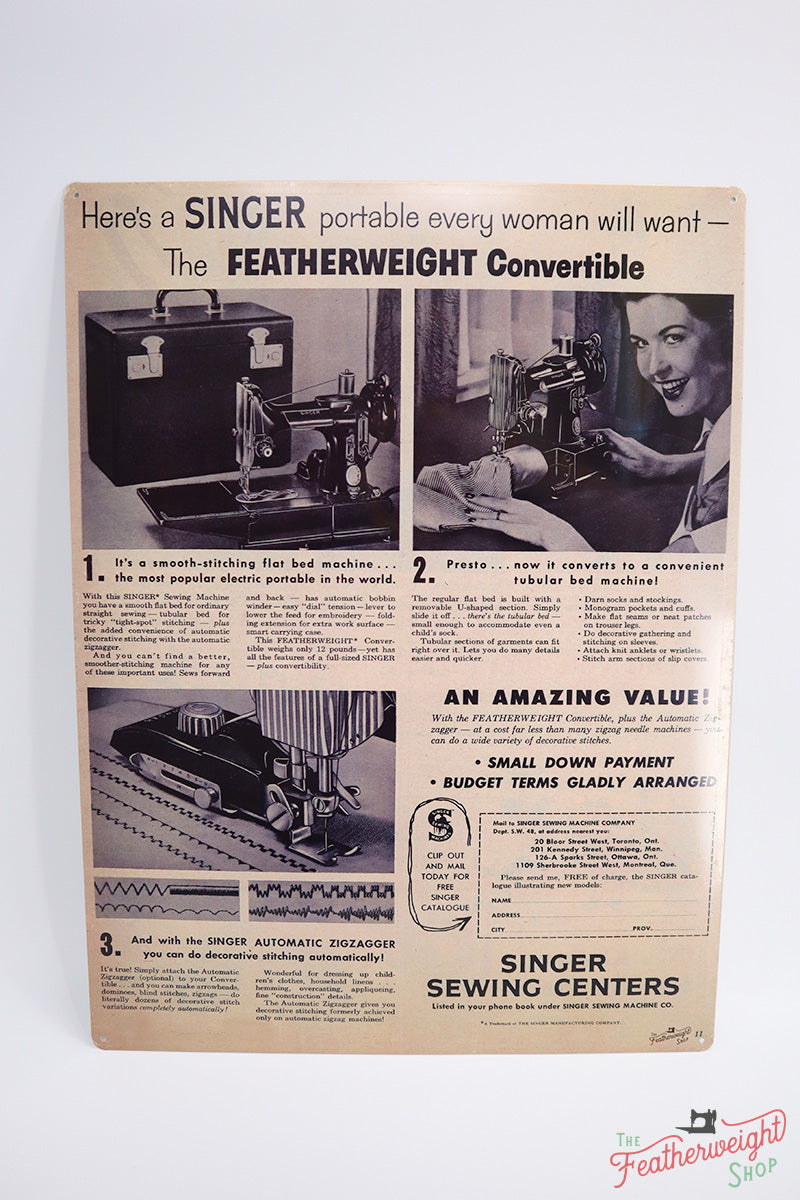 Here's a SINGER portable every woman will want—
The FEATHERWEIGHT Convertible
SINGER
1. It's a smooth-stitching flat bed machine...
the most popular electric portable in the world.
With this SINGER* Sewing Machine
you have a smooth flat bed for ordinary
straight sewing — tubular bed for
tricky "tight-spot" stitching — plus
the added convenience of automatic
decorative stitching with the automatic
zigzagger.
And you can't find a better,
smoother-stitching machine for any
of these important uses! Sews forward
and back — has automatic bobbin
winder — easy "dial" tension — lever to
lower the feed for embroidery — fold-
ing extension for extra work surface —
smart carrying case.
This FEATHERWEIGHT* Conver-
tible weighs only 12 pounds—yet has
all the features of a full-sized SINGER
— plus convertibility.
2. Presto...now it converts to a convenient
tubular bed machine!
The regular flat bed is built with a
removable U-shaped section. Simply
slide it off . . . there's the tubular bed —
small enough to accommodate even a
child's sock.
Tubular sections of garments can fit
right over it. Lets you do many details
easier and quicker.
• Darn socks and stockings.
• Monogram pockets and cuffs.
• Make flat seams or neat patches
on trouser legs.
• Do decorative gathering and
stitching on sleeves.
• Attach knit anklets or wristlets.
• Stitch arm sections of slip covers.
3. And with the SINGER AUTOMATIC ZIGZAGGER
you can do decorative stitching automatically!
It's true! Simply attach the Automatic
Zigzagger (optional) to your Conver-
tible . . . and you can make arrowheads,
dominoes, blind stitches, zigzags — do
literally dozens of decorative stitch
variations completely automatically!
Wonderful for dressing up child-
ren's clothes, household linens . . .
hemming, overcasting, appliqueing,
fine "construction" details.
The Automatic Zigzagger gives you
decorative stitching formerly achieved
only on automatic zigzag machines!
AN AMAZING VALUE!
With the FEATHERWEIGHT Convertible, plus the Automatic Zig-
zagger — at a cost far less than many zigzag needle machines — you
can do a wide variety of decorative stitches.
• SMALL DOWN PAYMENT
• BUDGET TERMS GLADLY ARRANGED
SINGER
CLIP OUT
AND MAIL
TODAY FOR
FREE
SINGER
CATALOGUE
Mail to SINGER SEWING MACHINE COMPANY
Dept. S.W. 48, at address nearest you:
20 Bloor Street West, Toronto, Ont.
201 Kennedy Street, Winnipeg, Man.
126-A Sparks Street, Ottawa, Ont.
1109 Sherbrooke Street West, Montreal, Que.
Please send me, FREE of charge, the SINGER cata-
logue illustrating new models:
NAME
ADDRESS
CITY PROV.
SINGER
SEWING CENTERS
Listed in your phone book under SINGER SEWING MACHINE CO.
*A Trademark of THE SINGER MANUFACTURING COMPANY.
The Featherweight Shop 11
THE
Featherweight
SHOP